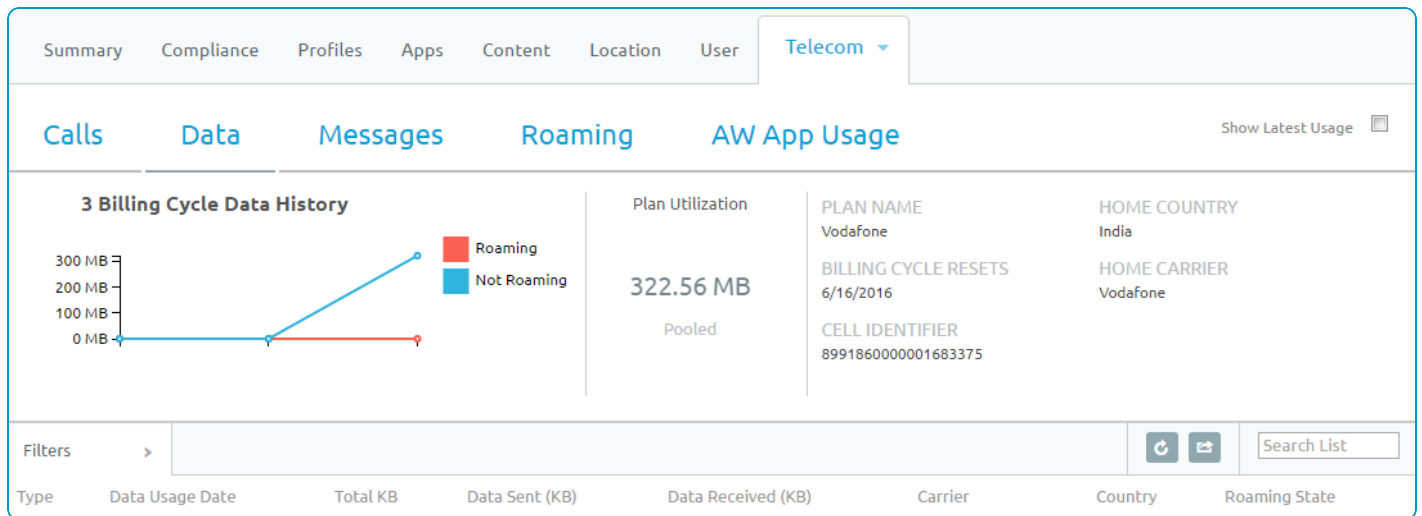 Summary Compliance Profiles Apps Content Location User Telecom
Calls Data Messages Roaming AW App Usage Show Latest Usage
3 Billing Cycle Data History
300 MB
200 MB
100 MB
0 MB
Roaming
Not Roaming
Plan Utilization
322.56 MB
Pooled
PLAN NAME
Vodafone
BILLING CYCLE RESETS
6/16/2016
CELL IDENTIFIER
8991860000001683375
HOME COUNTRY
India
HOME CARRIER
Vodafone
Filters Search List
Type Data Usage Date Total KB Data Sent (KB) Data Received (KB) Carrier Country Roaming State